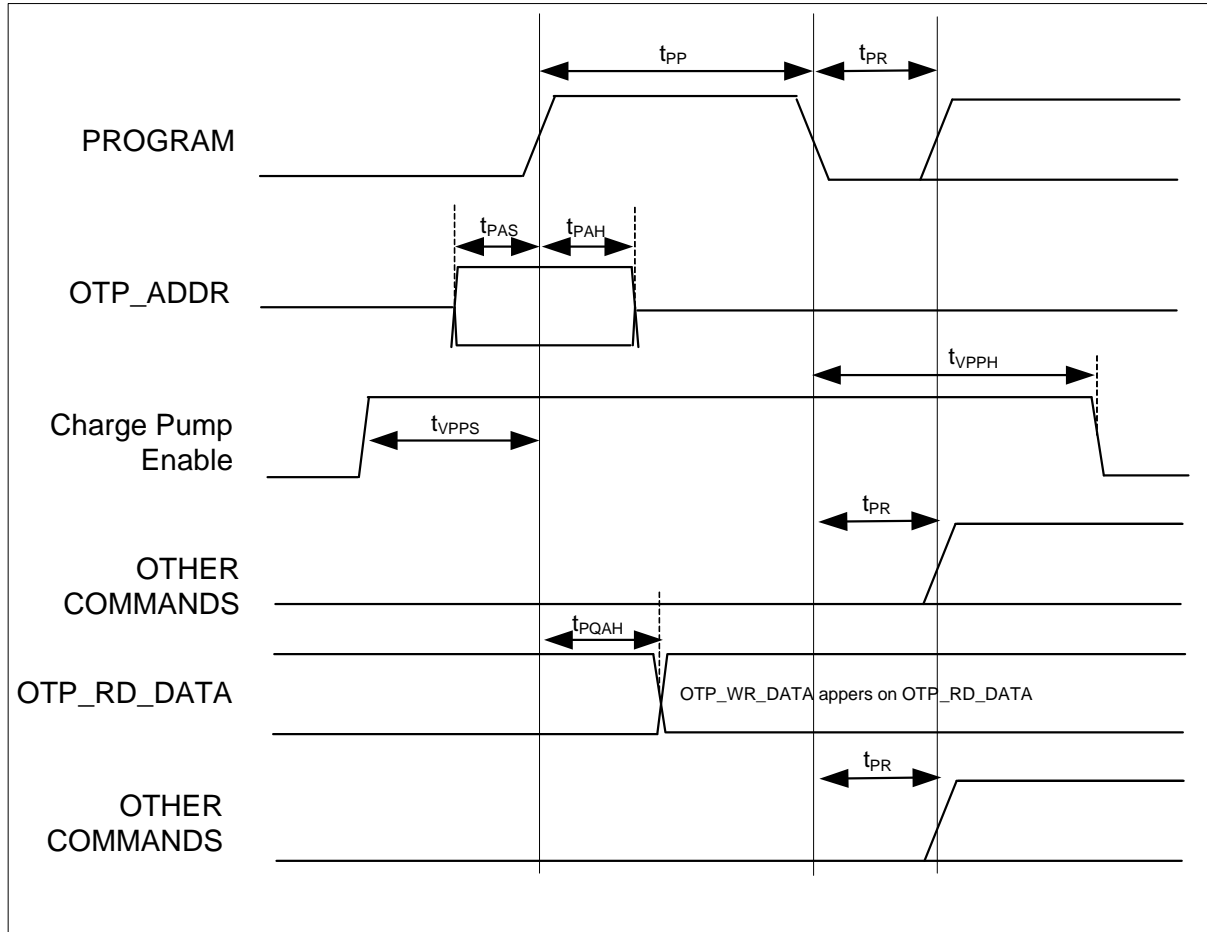 tPP
tPR
PROGRAM
tPAS
tPAH
OTP_ADDR
tVPPH
Charge Pump
Enable
tVPPS
tPR
OTHER
COMMANDS
tPQAH
OTP_RD_DATA
OTP_WR_DATA appers on OTP_RD_DATA
tPR
OTHER
COMMANDS